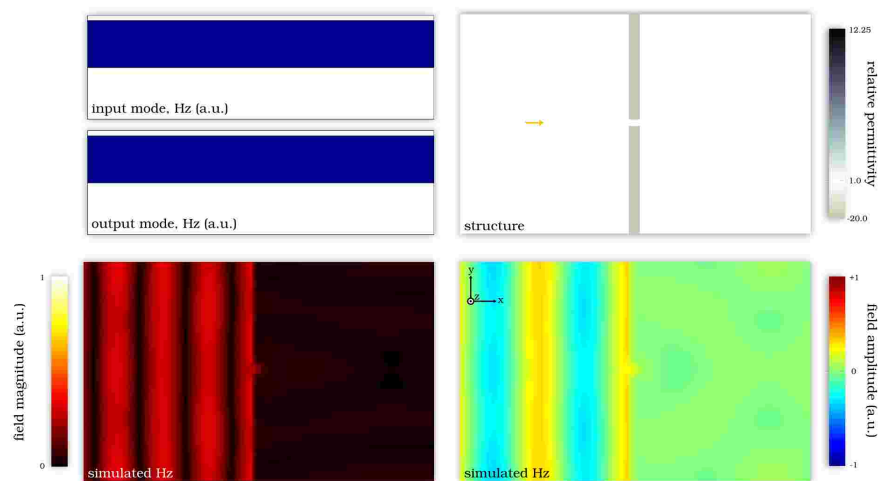 input mode, Hz (a.u.)
output mode, Hz (a.u.)
structure
12.25
1.0
-20.0
relative permittivity
1
0
field magnitude (a.u.)
simulated Hz
y
z
x
simulated Hz
+1
0
-1
field amplitude (a.u.)